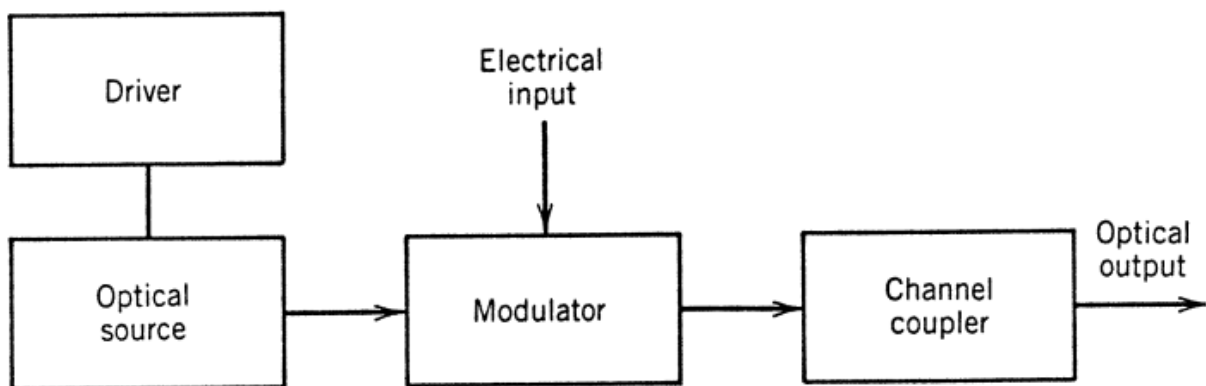 Driver
Electrical
input
Optical
source
Modulator
Channel
coupler
Optical
output